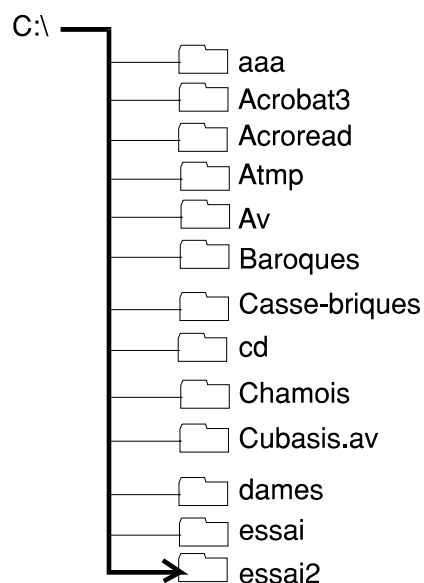 C:\
aaa
Acrobat3
Acroread
Atmp
Av
Baroques
Casse-briques
cd
Chamois
Cubasis.av
dames
essai
essai2